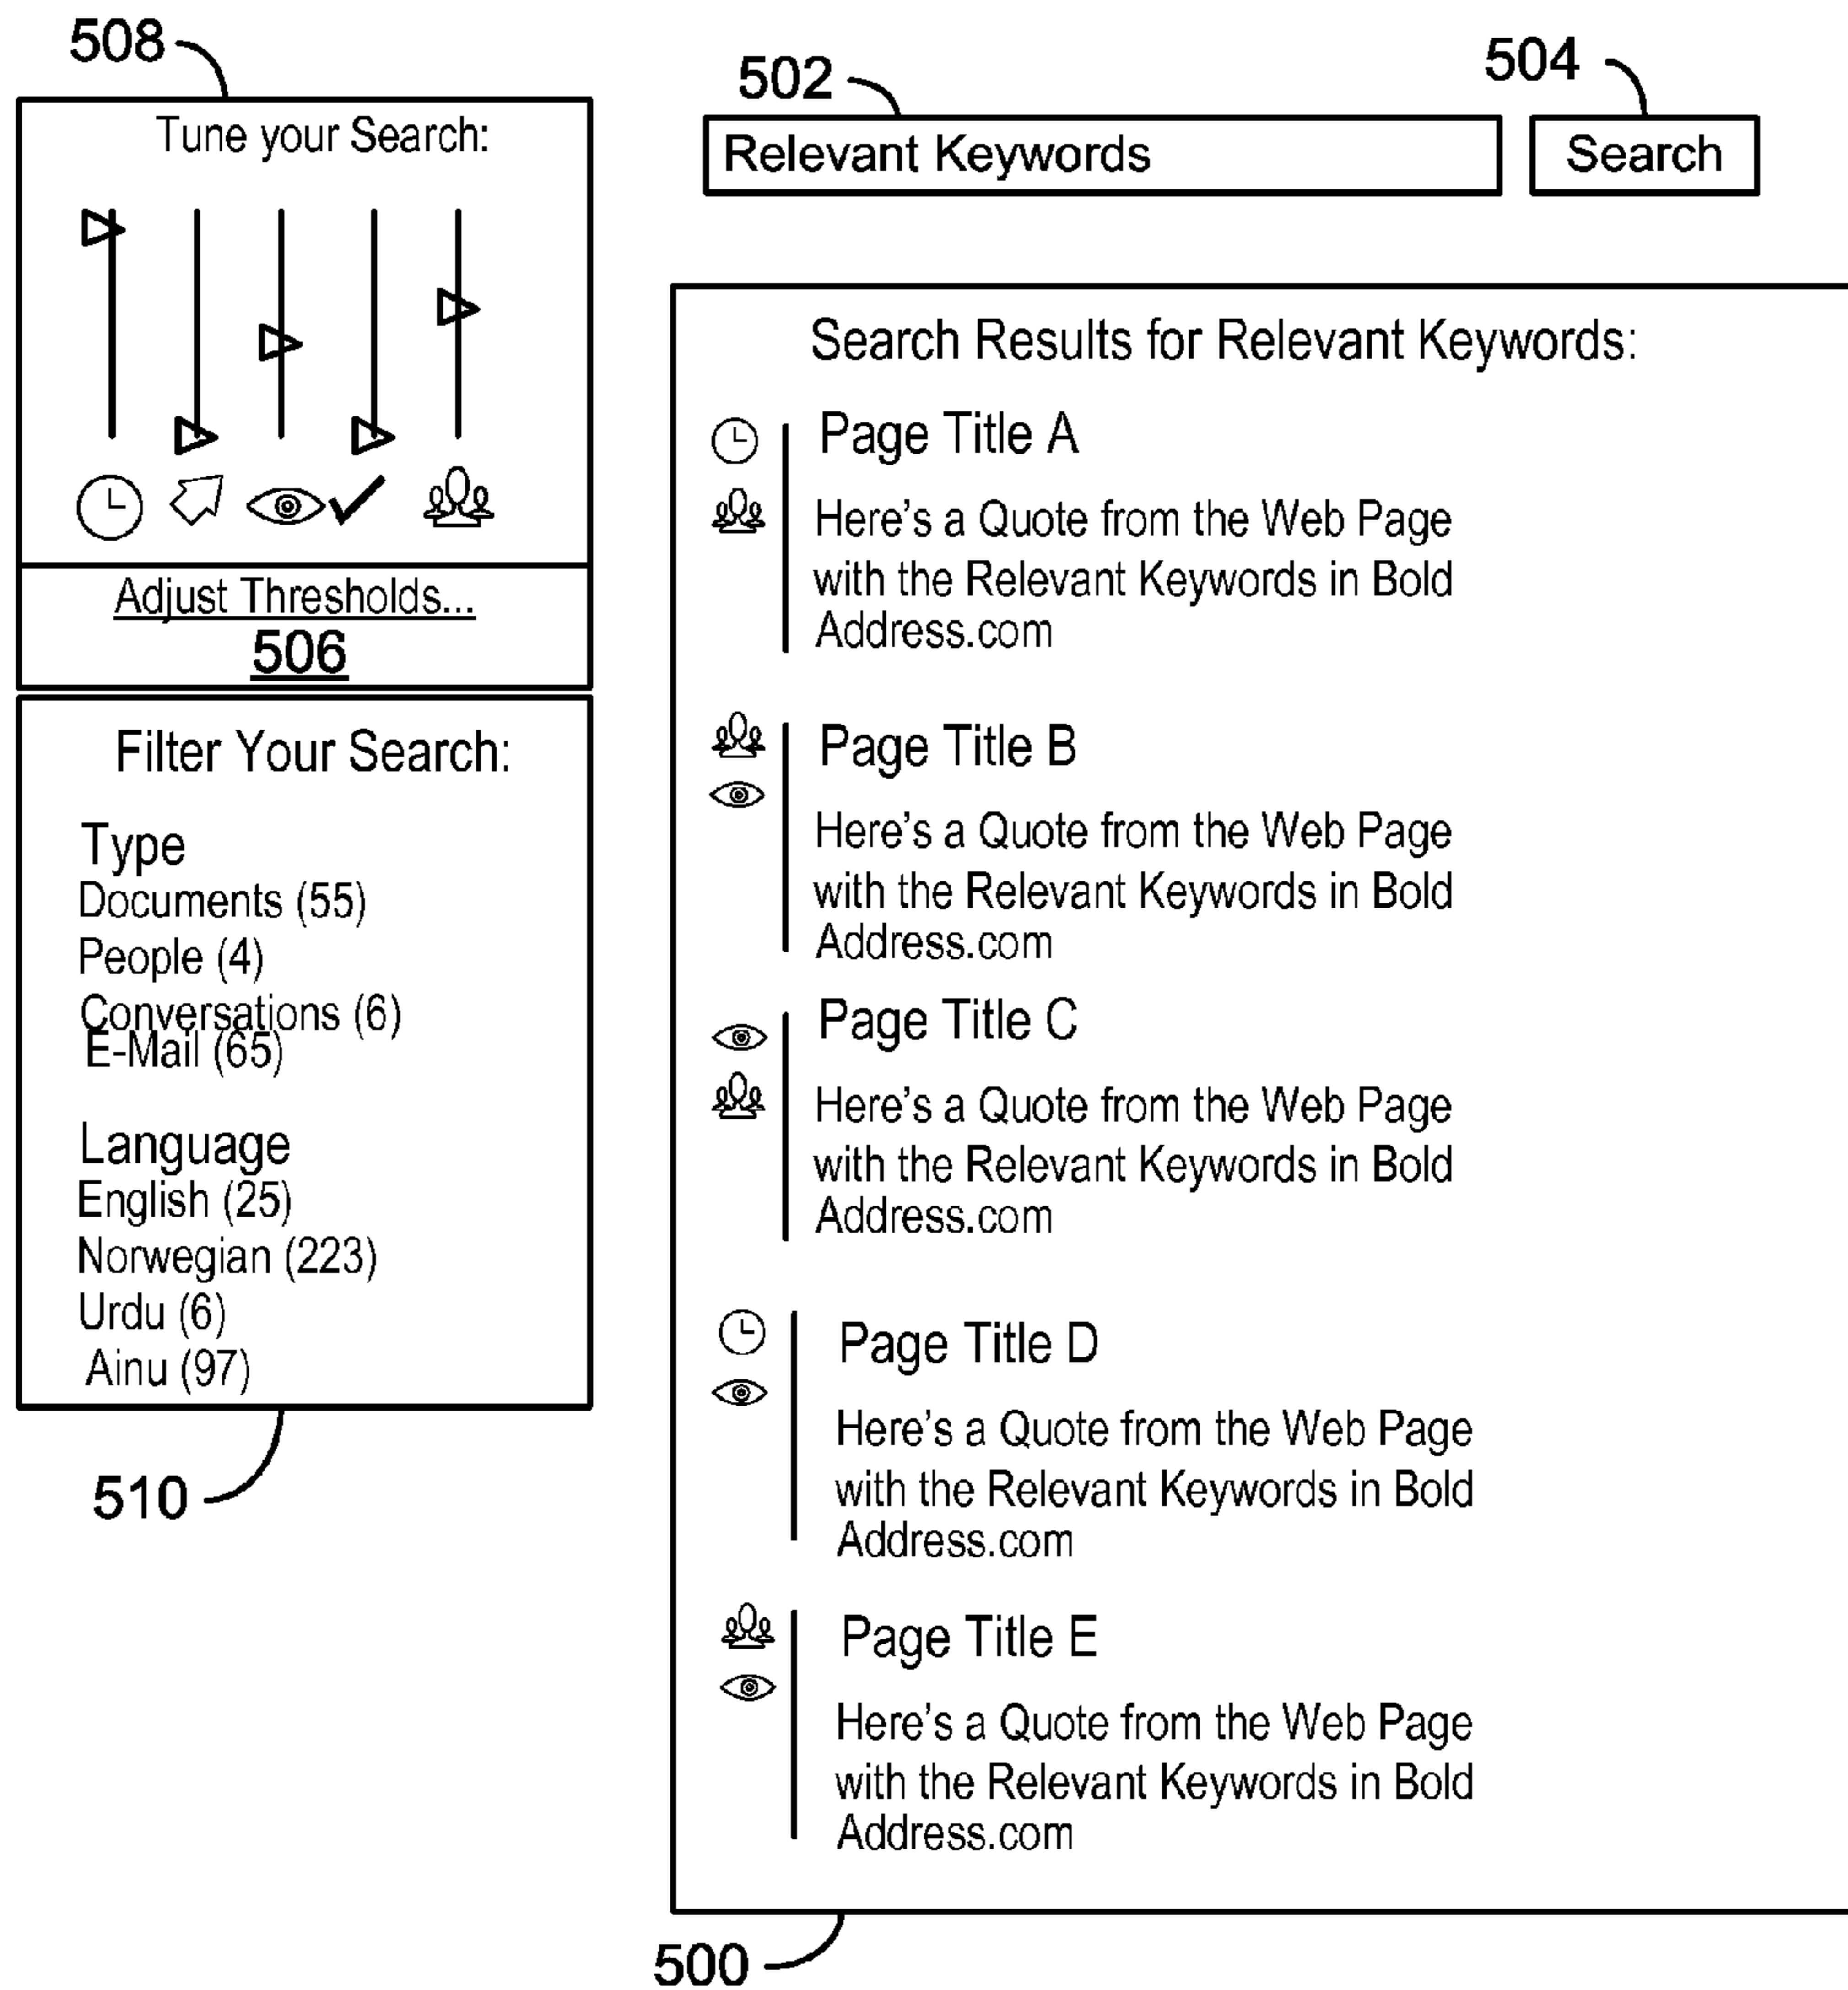 508
Tune your Search:
Adjust Thresholds...
506
Filter Your Search:
Type
Documents (55)
People (4)
Conversations (6)
E-Mail (65)
Language
English (25)
Norwegian (223)
Urdu (6)
Ainu (97)
510
502
504
Relevant Keywords
Search
Search Results for Relevant Keywords:
Page Title A
Here's a Quote from the Web Page
with the Relevant Keywords in Bold
Address.com
Page Title B
Here's a Quote from the Web Page
with the Relevant Keywords in Bold
Address.com
Page Title C
Here's a Quote from the Web Page
with the Relevant Keywords in Bold
Address.com
Page Title D
Here's a Quote from the Web Page
with the Relevant Keywords in Bold
Address.com
Page Title E
Here's a Quote from the Web Page
with the Relevant Keywords in Bold
Address.com
500